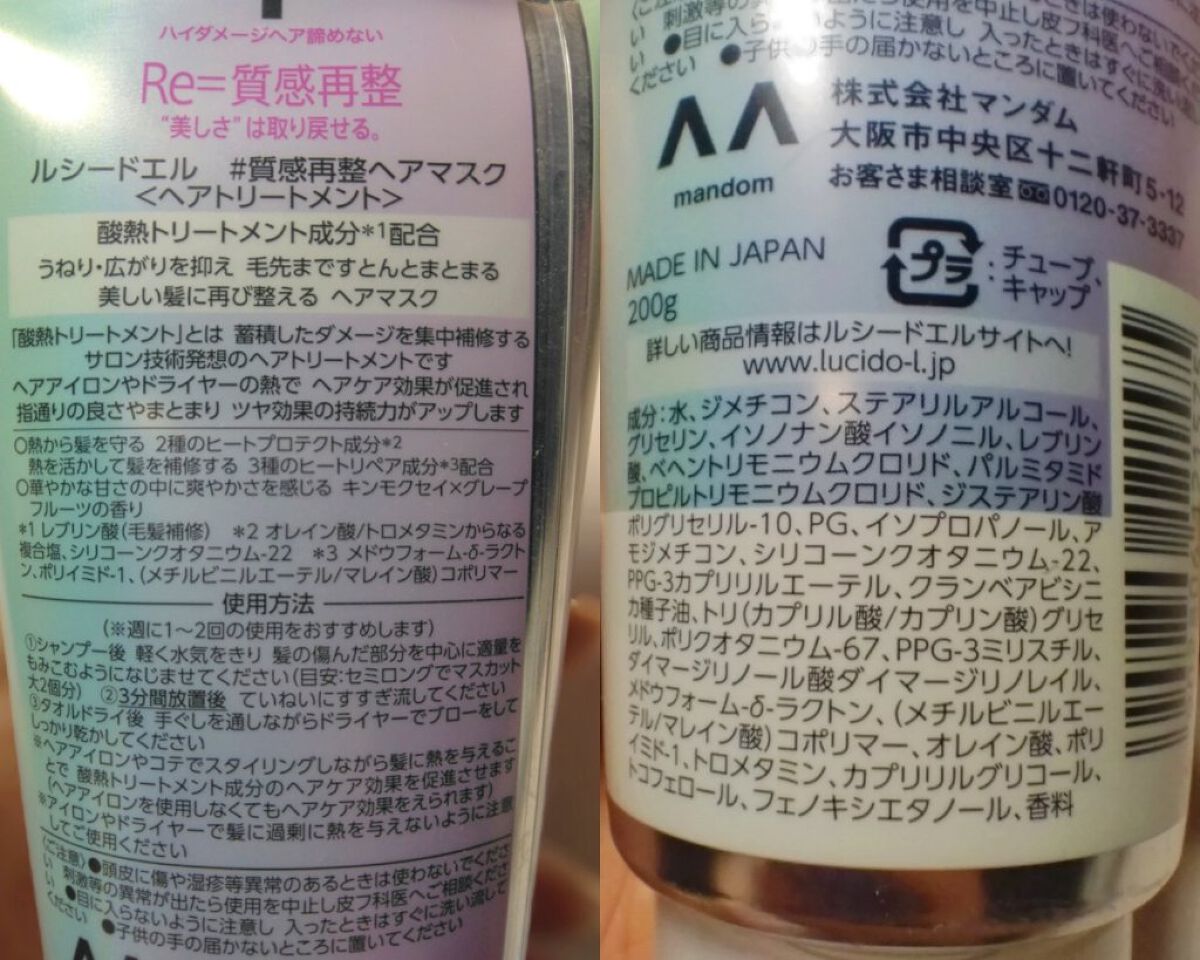 ハイダメージヘア諦めない
Re=質感再整
“美しさ”は取り戻せる。
ルシードエル #質感再整ヘアマスク
<ヘアトリートメント>
酸熱トリートメント成分*1配合
うねり・広がりを抑え 毛先まですとんとまとまる
美しい髪に再び整える ヘアマスク
「酸熱トリートメント」とは 蓄積したダメージを集中補修する
サロン技術発想のヘアトリートメントです
ヘアアイロンやドライヤーの熱で ヘアケア効果が促進され
指通りの良さやまとまり ツヤ効果の持続力がアップします
○熱から髪を守る 2種のヒートプロテクト成分*2
熱を活かして髪を補修する 3種のヒートリペア成分*3配合
○華やかな甘さの中に爽やかさを感じる キンモクセイ×グレープ
フルーツの香り
*1 レブリン酸(毛髪補修) *2 オレイン酸/トロメタミンからなる
複合塩、シリコーンクオタニウム-22 *3 メドウフォーム-δ-ラクト
ン、ポリイミド-1、(メチルビニルエーテル/マレイン酸)コポリマー
使用方法
(※週に1〜2回の使用をおすすめします)
①シャンプー後 軽く水気をきり 髪の傷んだ部分を中心に適量を
もみこむようになじませてください(目安:セミロングでマスカット
大2個分) ②3分間放置後 ていねいにすすぎ流してください
③タオルドライ後 手ぐしを通しながらドライヤーでブローをして
しっかり乾かしてください
※ヘアアイロンやコテでスタイリングしながら髪に熱を与えるこ
とで 酸熱トリートメント成分のヘアケア効果を促進させます
(ヘアアイロンを使用しなくてもヘアケア効果をえられます)
※アイロンやドライヤーで髪に過剰に熱を与えないように注意
してご使用ください
〈ご注意〉●頭皮に傷や湿疹等異常のあるときは使わないでくださ
い 刺激等の異常が出たら使用を中止し皮フ科医へご相談くださ
い ●目に入らないように注意し 入ったときはすぐに洗い流して
ください ●子供の手の届かないところに置いてください
い ●目に入らないように注意し 入ったときはすぐに洗い
ください ●子供の手の届かないところに置いてください
株式会社マンダム
大阪市中央区十二軒町5-12
mandom
お客さま相談室 0120-37-3337
MADE IN JAPAN
200g
プラ
:チューブ、
キャップ
詳しい商品情報はルシードエルサイトへ!
www.lucido-l.jp
成分:水、ジメチコン、ステアリルアルコール、
グリセリン、イソノナン酸イソノニル、レブリン
酸、ベヘントリモニウムクロリド、パルミタミド
プロピルトリモニウムクロリド、ジステアリン酸
ポリグリセリル-10、PG、イソプロパノール、ア
モジメチコン、シリコーンクオタニウム-22、
PPG-3カプリリルエーテル、クランベアビシニ
カ種子油、トリ(カプリル酸/カプリン酸)グリセ
リル、ポリクオタニウム-67、PPG-3ミリスチル、
ダイマージリノール酸ダイマージリノレイル、
メドウフォーム-δ-ラクトン、(メチルビニルエー
テル/マレイン酸)コポリマー、オレイン酸、ポリ
イミド-1、トロメタミン、カプリリルグリコール、
トコフェロール、フェノキシエタノール、香料